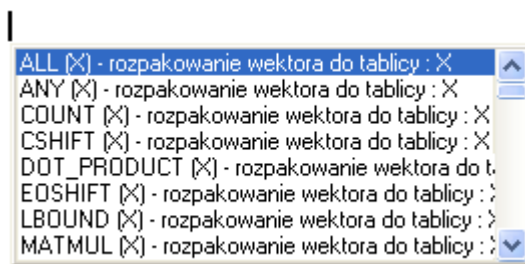 ALL (X) - rozpakowanie wektora do tablicy : X
ANY (X) - rozpakowanie wektora do tablicy : X
COUNT (X) - rozpakowanie wektora do tablicy : X
CSHIFT (X) - rozpakowanie wektora do tablicy : X
DOT_PRODUCT (X) - rozpakowanie wektora do
EOSHIFT (X) - rozpakowanie wektora do tablicy :
LBOUND (X) - rozpakowanie wektora do tablicy :
MATMUL (X) - rozpakowanie wektora do tablicy :